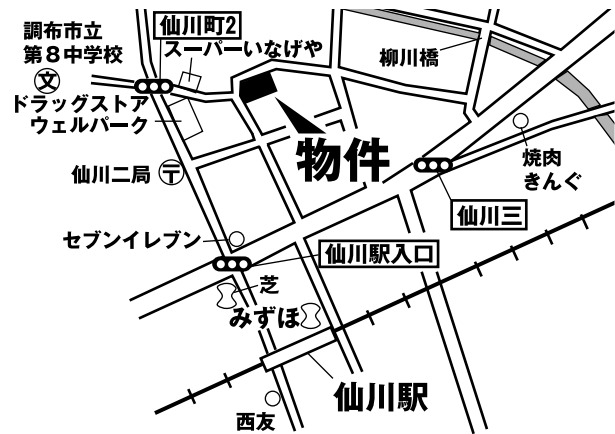 調布市立
第8中学校
文
仙川町2
スーパーいなげや
柳川橋
ドラッグストア
ウェルパーク
物件
焼肉
きんぐ
仙川二局
〒
仙川三
セブンイレブン
仙川駅入口
芝
みずほ
仙川駅
西友